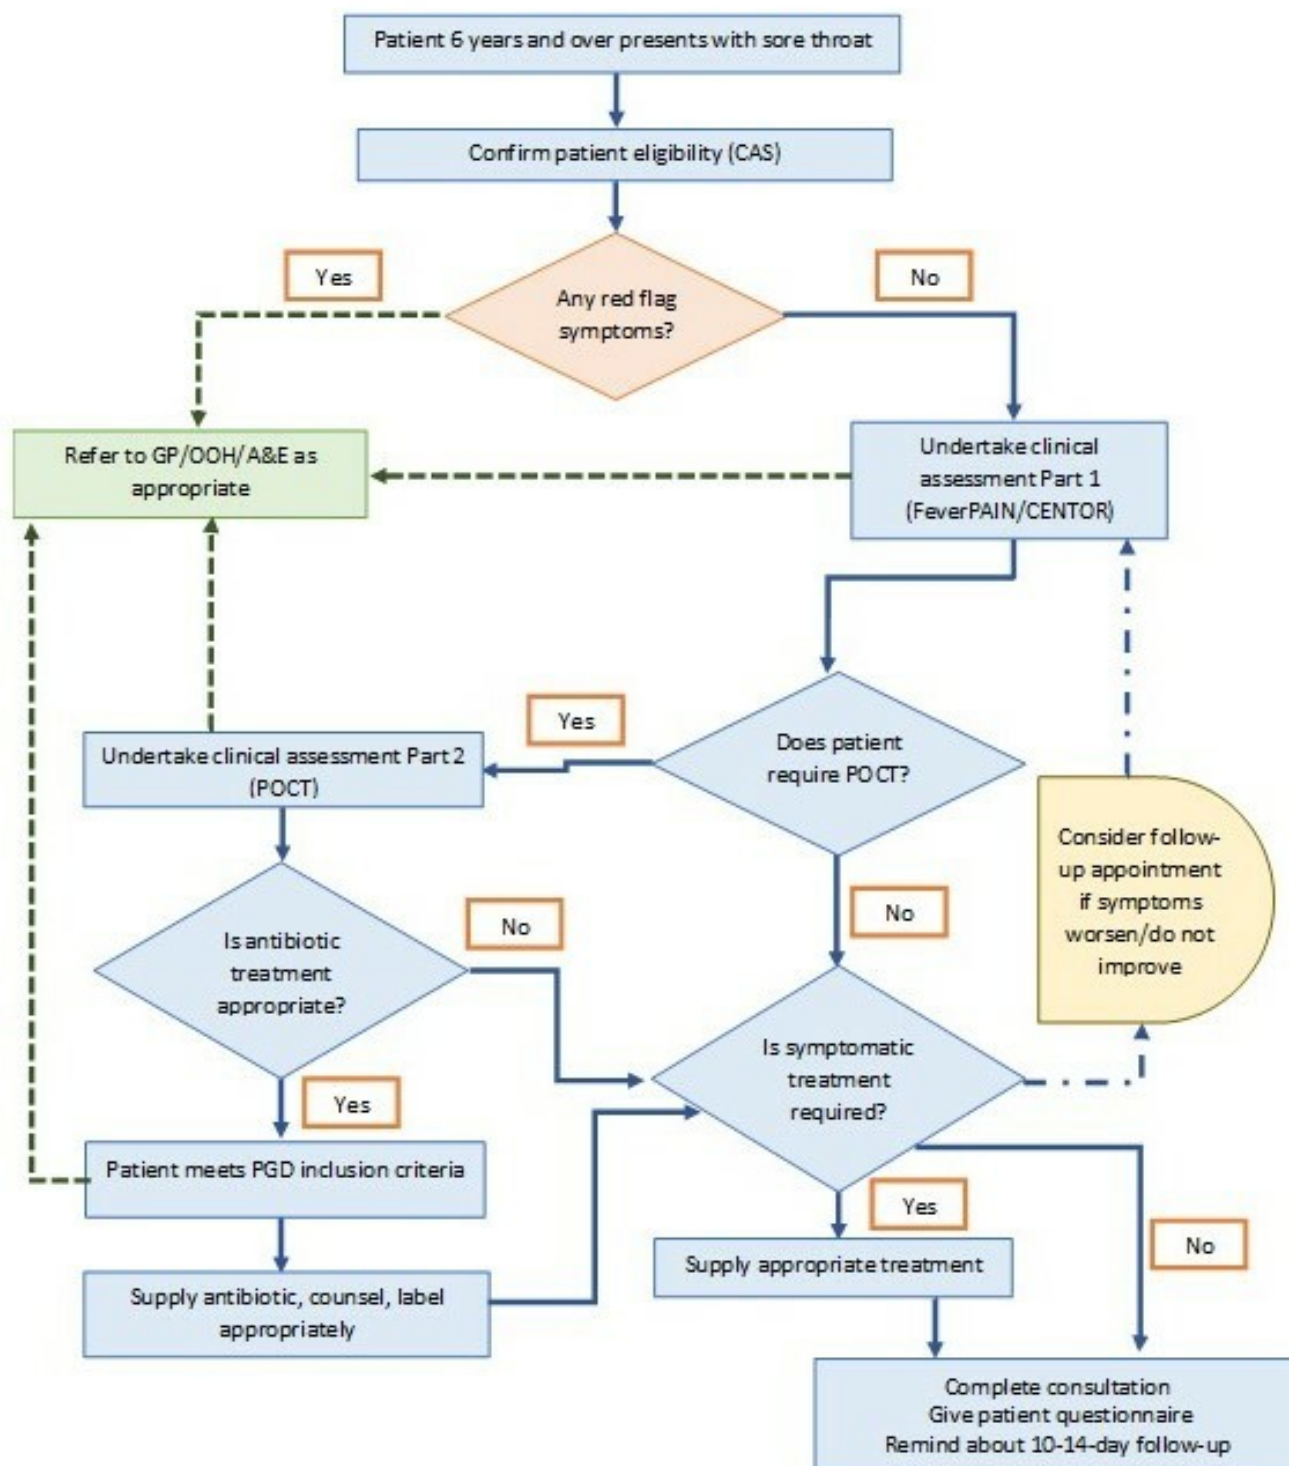 Patient 6 years and over presents with sore throat
Confirm patient eligibility (CAS)
Yes
No
Any red flag
symptoms?
Refer to GP/OOH/A&E as
appropriate
Undertake clinical
assessment Part 1
(FeverPAIN/CENTOR)
Yes
Undertake clinical assessment Part 2
(POCT)
Does patient
require POCT?
Consider follow-
up appointment
if symptoms
worsen/do not
improve
No
No
Is antibiotic
treatment
appropriate?
Is symptomatic
treatment
required?
Yes
Patient meets PGD inclusion criteria
Yes
No
Supply appropriate treatment
Supply antibiotic, counsel, label
appropriately
Complete consultation
Give patient questionnaire
Remind about 10-14-day follow-up